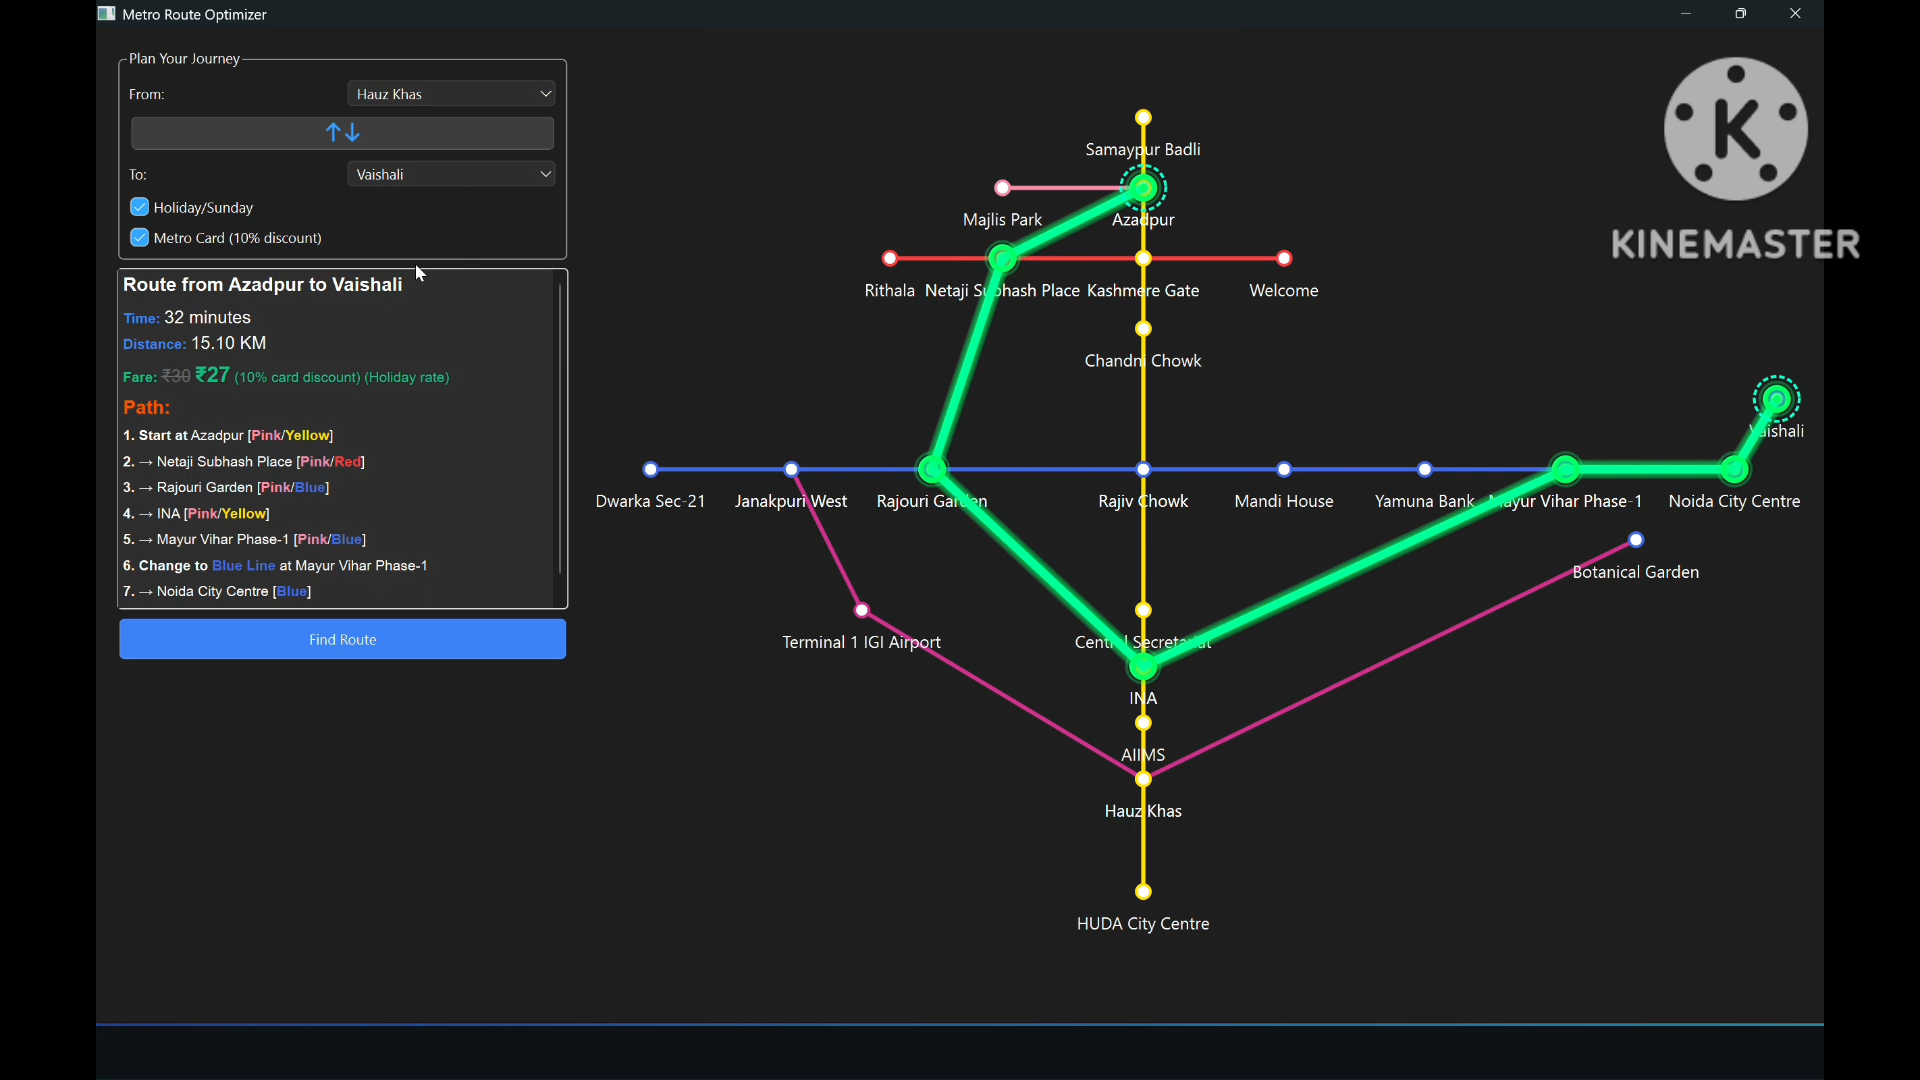 Metro Route Optimizer
Plan Your Journey
From: Hauz Khas
↑↓
To: Vaishali
Holiday/Sunday
Metro Card (10% discount)
Route from Azadpur to Vaishali
Time: 32 minutes
Distance: 15.10 KM
Fare: ₹30 ₹27 (10% card discount) (Holiday rate)
Path:
1. Start at Azadpur [Pink/Yellow]
2. → Netaji Subhash Place [Pink/Red]
3. → Rajouri Garden [Pink/Blue]
4. → INA [Pink/Yellow]
5. → Mayur Vihar Phase-1 [Pink/Blue]
6. Change to Blue Line at Mayur Vihar Phase-1
7. → Noida City Centre [Blue]
Find Route
K
KINEMASTER
Samaypur Badli
Majlis Park Azadpur
Rithala Netaji Subhash Place Kashmere Gate Welcome
Chandni Chowk
Vaishali
Dwarka Sec-21 Janakpuri West Rajouri Garden Rajiv Chowk Mandi House Yamuna Bank Mayur Vihar Phase-1 Noida City Centre
Botanical Garden
Terminal 1 IGI Airport Central Secretariat
INA
AIIMS
Hauz Khas
HUDA City Centre